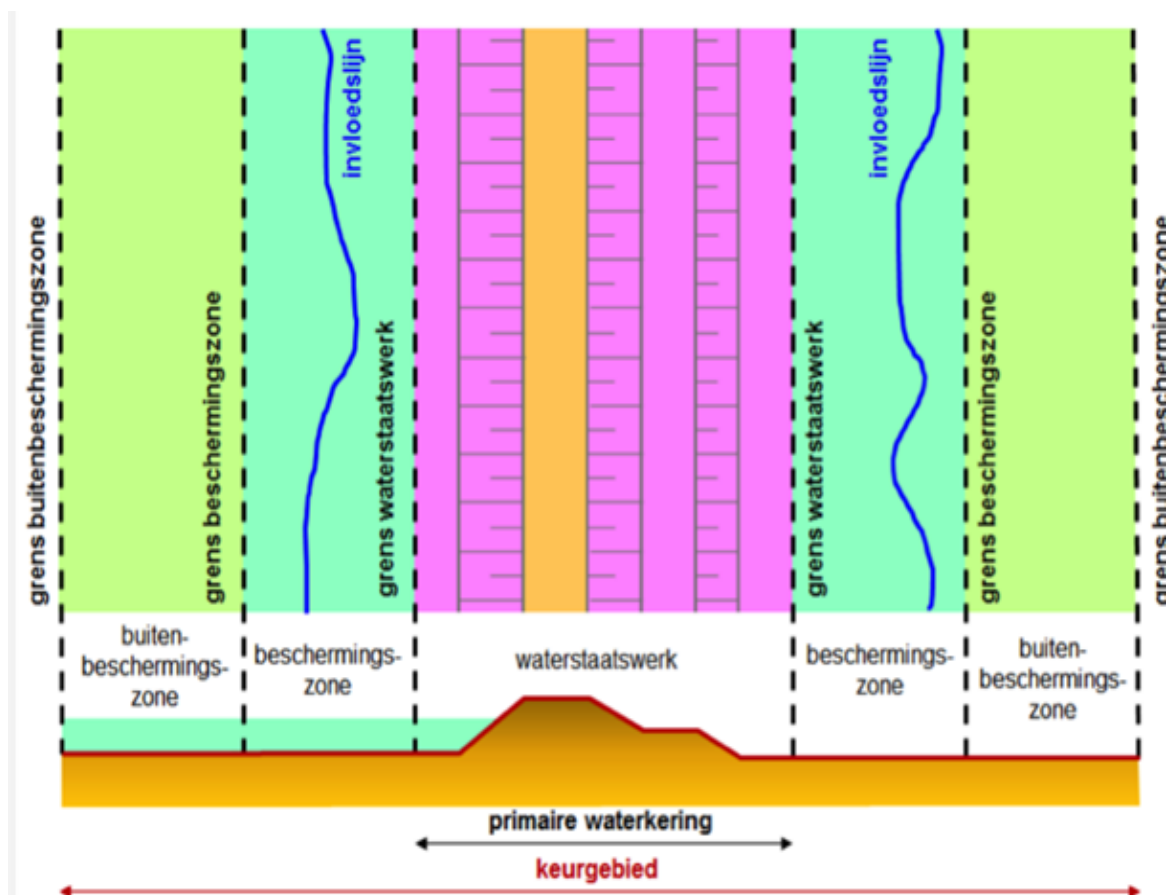 grens buitenbeschermingszone
grens beschermingszone
invloedslijn
grens waterstaatswerk
invloedslijn
grens waterstaatswerk
grens beschermingszone
grens buitenbeschermingszone
buiten-
beschermings-
zone
beschermings-
zone
waterstaatswerk
beschermings-
zone
buiten-
beschermings-
zone
primaire waterkering
keurgebied